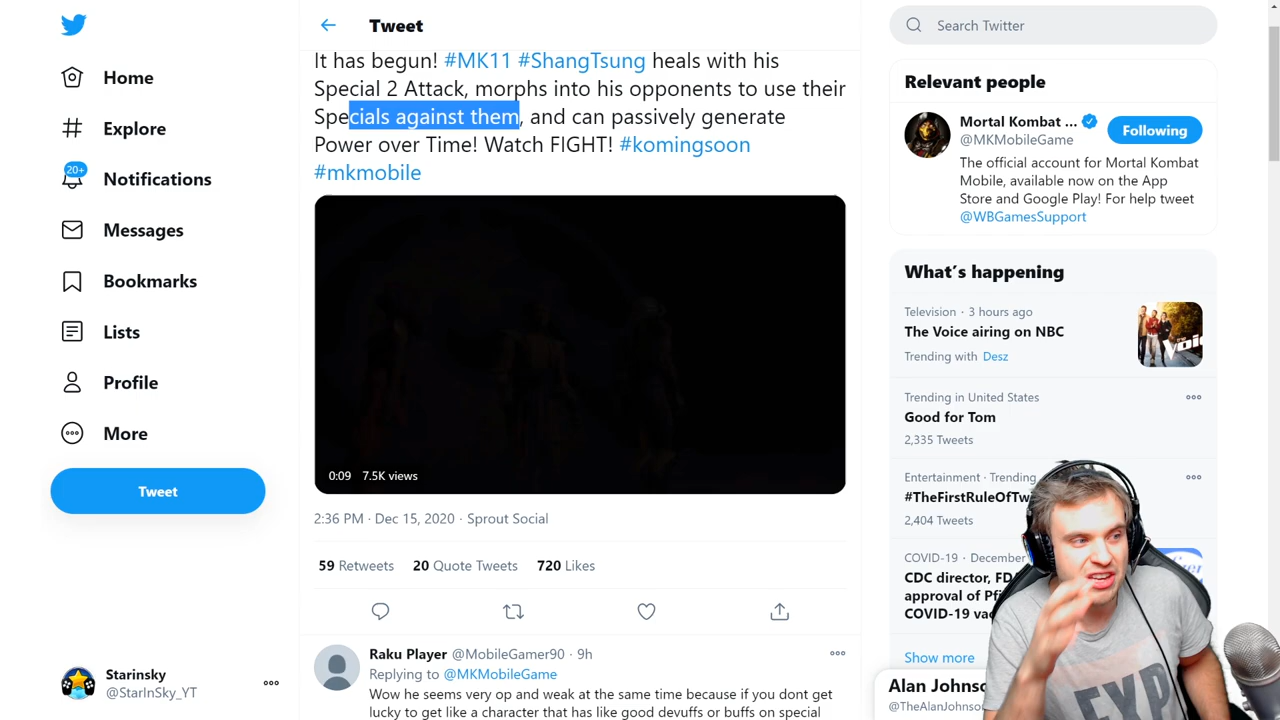 Home
Explore
20+
Notifications
Messages
Bookmarks
Lists
Profile
More
Tweet
Starinsky
@StarInSky_YT
Tweet
It has begun! #MK11 #ShangTsung heals with his
Special 2 Attack, morphs into his opponents to use their
Specials against them, and can passively generate
Power over Time! Watch FIGHT! #komingsoon
#mkmobile
0:09 7.5K views
2:36 PM · Dec 15, 2020 · Sprout Social
59 Retweets 20 Quote Tweets 720 Likes
Raku Player @MobileGamer90 · 9h
Replying to @MKMobileGame
Wow he seems very op and weak at the same time because if you dont get
lucky to get like a character that has like good devuffs or buffs on special
Search Twitter
Relevant people
Mortal Kombat ...
@MKMobileGame
Following
The official account for Mortal Kombat
Mobile, available now on the App
Store and Google Play! For help tweet
@WBGamesSupport
What's happening
Television · 3 hours ago
The Voice airing on NBC
Trending with Desz
Trending in United States
Good for Tom
2,335 Tweets
Entertainment · Trending
#TheFirstRuleOfTw
2,404 Tweets
COVID-19 · December
CDC director, FD
approval of Pf
COVID-19 va
Show more
Alan Johns
@TheAlanJohnso
EXP